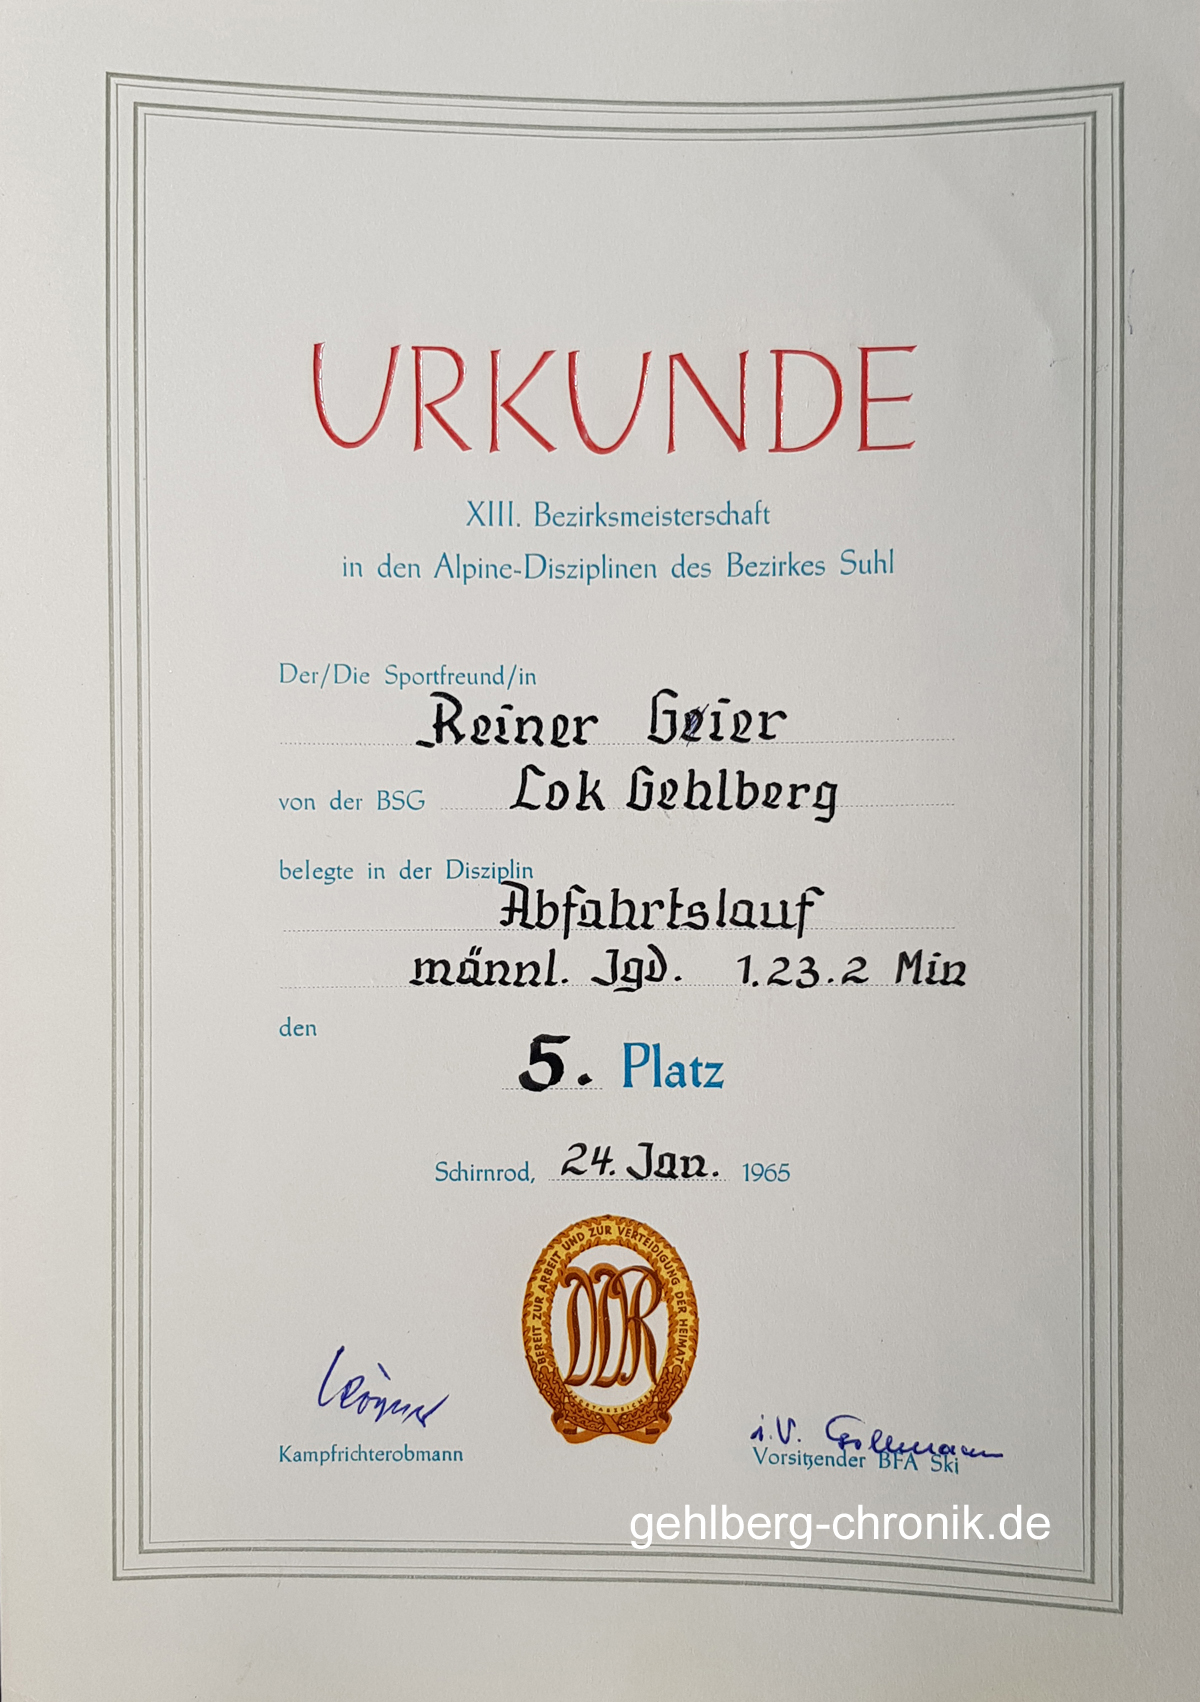 URKUNDE
XIII. Bezirksmeisterschaft
in den Alpine-Disziplinen des Bezirkes Suhl
Der/Die Sportfreund/in
Reiner Geier
von der BSG Lok Gehlberg
belegte in der Disziplin
Abfahrtslauf
männl. Jgd. 1.23.2 Min
den
5. Platz
Schirnrod, 24. Jan. 1965
BEREIT ZUR ARBEIT UND ZUR VERTEIDIGUNG DER HEIMAT
DDR
SPORTABZEICHEN
i.V.
Kampfrichterobmann
Vorsitzender BFA Ski
gehlberg-chronik.de